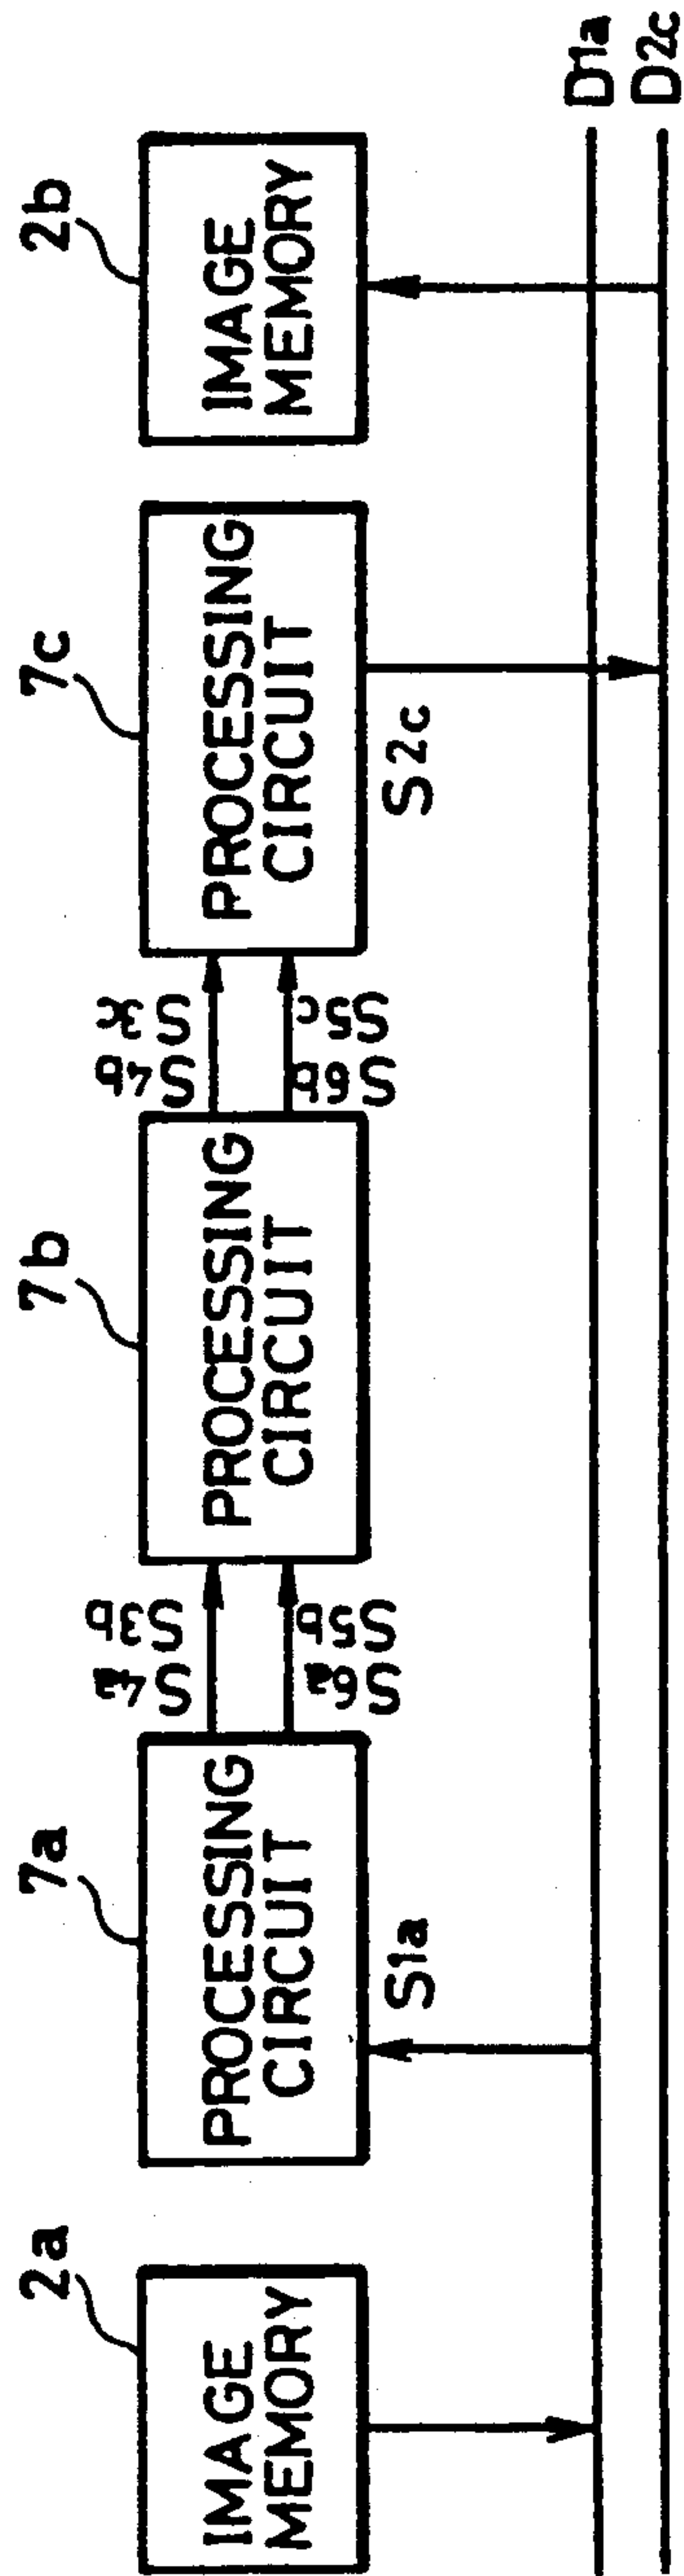 2a
IMAGE
MEMORY
7a
PROCESSING
CIRCUIT
S1a
S4a S3b
S6a S5b
7b
PROCESSING
CIRCUIT
S4b S3c
S6b S5c
7c
PROCESSING
CIRCUIT
S2c
2b
IMAGE
MEMORY
D1a
D2c